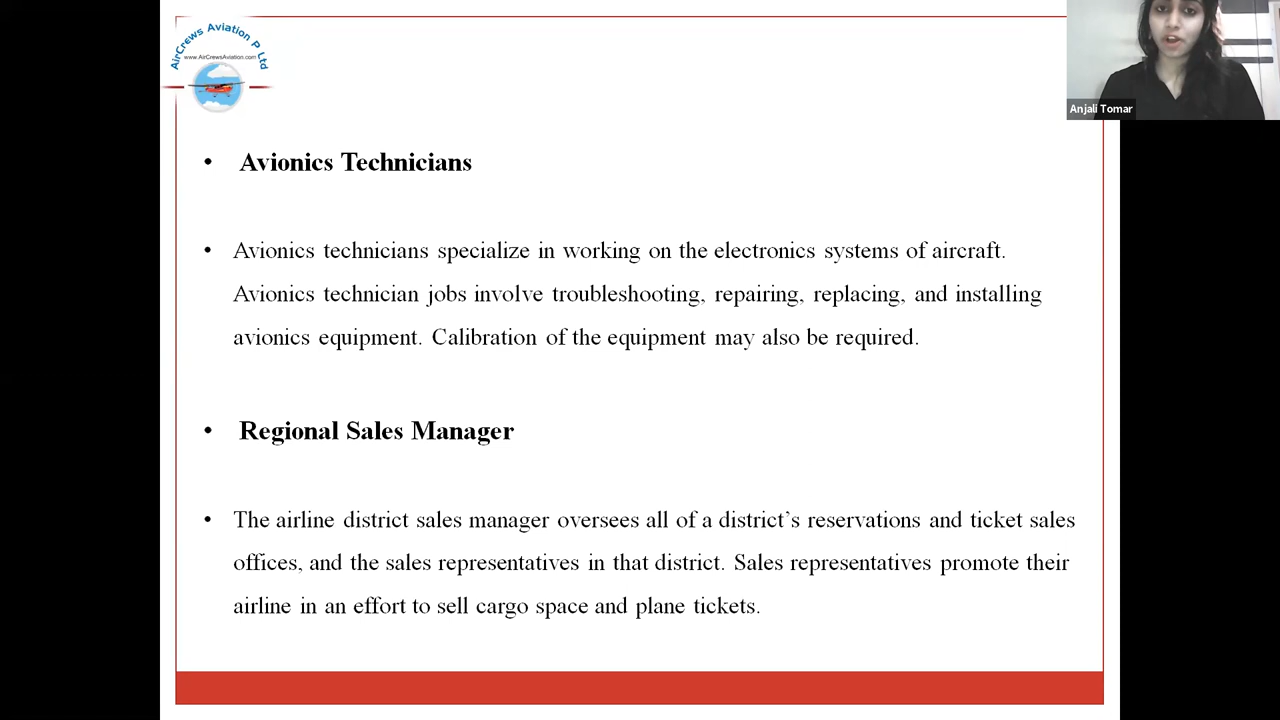 AirCrews Aviation P Ltd
www.AirCrewsAviation.com
Anjali Tomar
• Avionics Technicians
• Avionics technicians specialize in working on the electronics systems of aircraft.
Avionics technician jobs involve troubleshooting, repairing, replacing, and installing
avionics equipment. Calibration of the equipment may also be required.
• Regional Sales Manager
• The airline district sales manager oversees all of a district’s reservations and ticket sales
offices, and the sales representatives in that district. Sales representatives promote their
airline in an effort to sell cargo space and plane tickets.